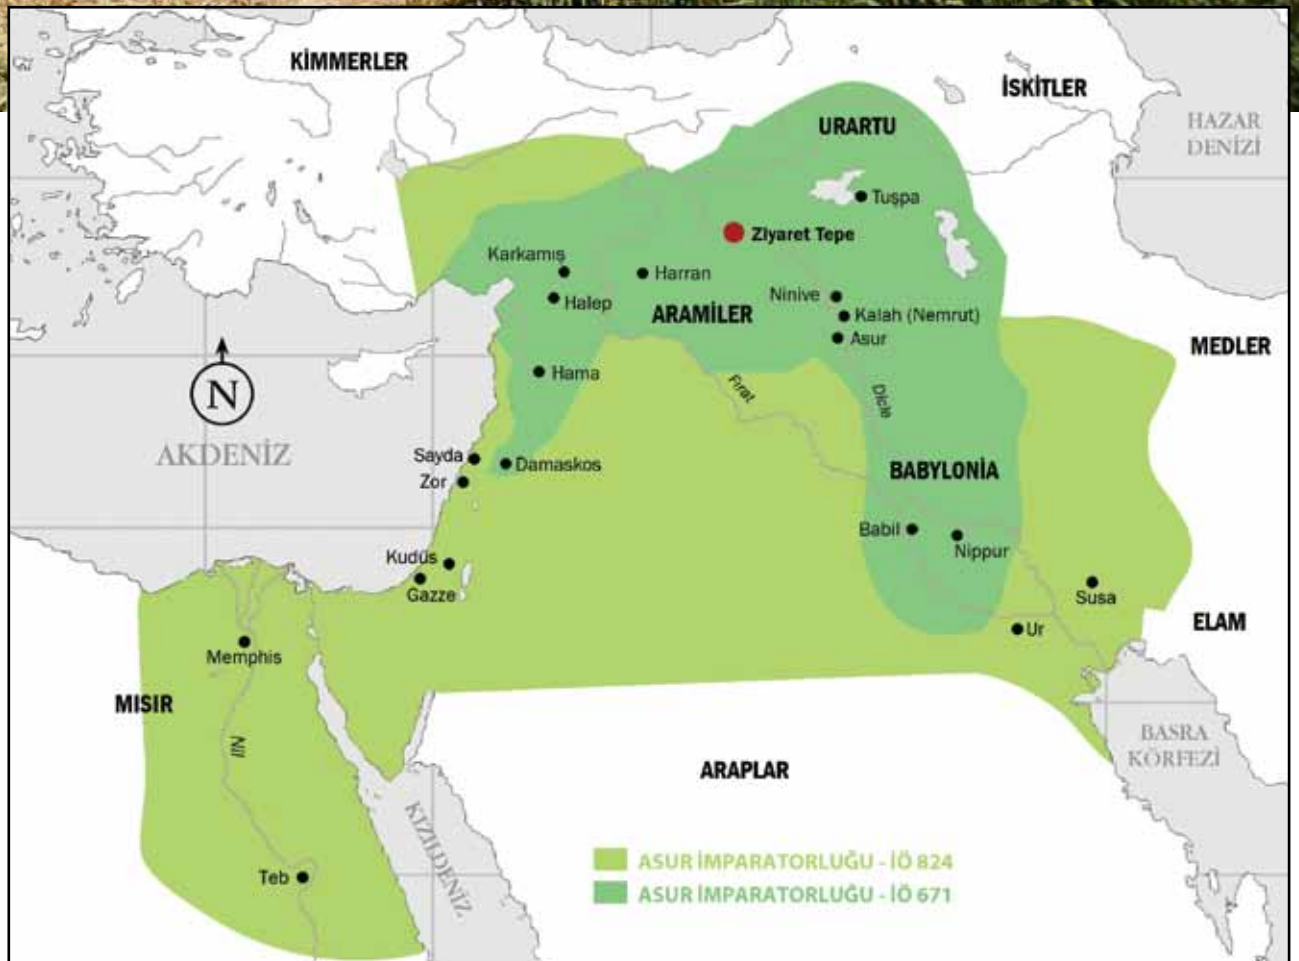 KİMMERLER
İSKİTLER
HAZAR
DENİZİ
URARTU
Tuşpa
Ziyaret Tepe
Karkamış
Harran
Halep
Ninive
ARAMİLER
Kalah (Nemrut)
Asur
MEDLER
Hama
Fırat
Dicle
N
AKDENİZ
Sayda
Damaskos
Zor
BABYLONİA
Babil
Nippur
Kudüs
Gazze
Susa
ELAM
Ur
Memphis
MISIR
Nil
BASRA
KÖRFEZİ
ARAPLAR
KIZILDENİZ
Teb
ASUR İMPARATORLUĞU - İÖ 824
ASUR İMPARATORLUĞU - İÖ 671